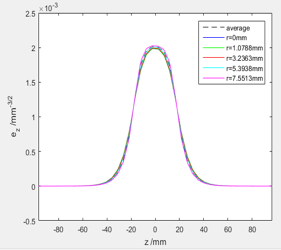 ×10⁻³
2.5
2
1.5
1
0.5
0
-0.5
e_z /mm^-3/2
average
r=0mm
r=1.0788mm
r=3.2363mm
r=5.3938mm
r=7.5513mm
-80 -60 -40 -20 0 20 40 60 80
z /mm